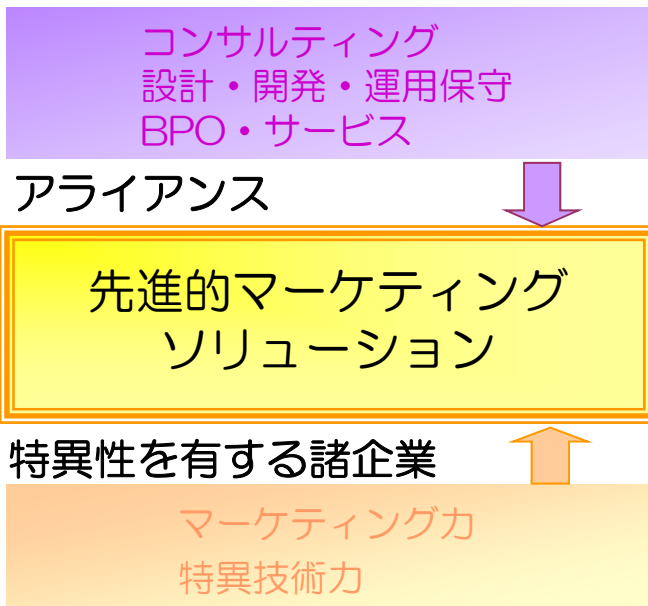 コンサルティング
設計・開発・運用保守
BPO・サービス
アライアンス
先進的マーケティング
ソリューション
特異性を有する諸企業
マーケティング力
特異技術力